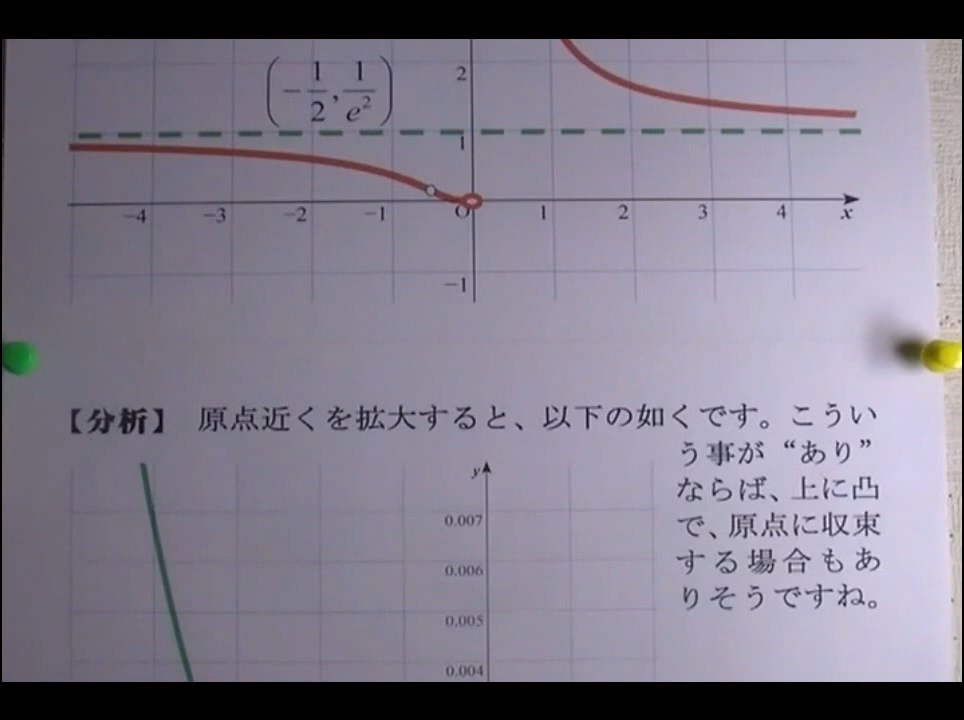 2
(-1/2, 1/e²)
1
-4 -3 -2 -1 O 1 2 3 4 x
-1
【分析】 原点近くを拡大すると、以下の如くです。こうい
う事が“あり”
ならば、上に凸
で、原点に収束
する場合もあ
りそうですね。
y
0.007
0.006
0.005
0.004